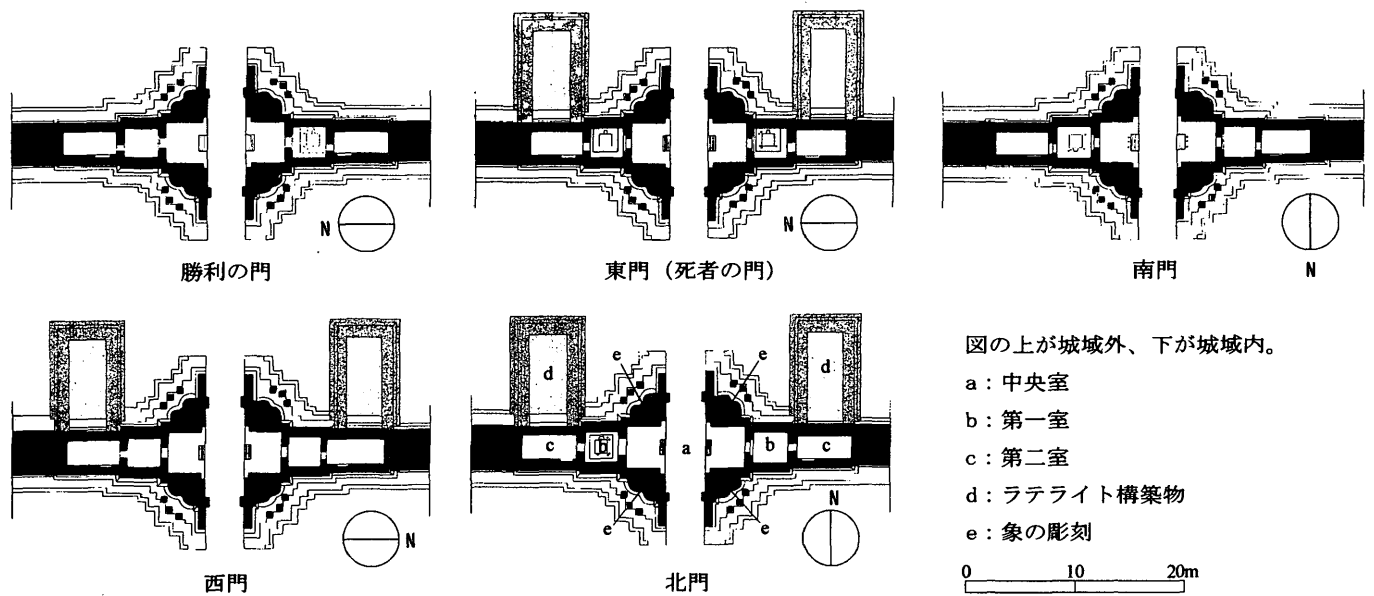 N
勝利の門
N
東門（死者の門）
N
南門
N
西門
d
e
e
d
c
b
a
b
c
e
e
N
北門
図の上が城域外、下が城域内。
a：中央室
b：第一室
c：第二室
d：ラテライト構築物
e：象の彫刻
0 10 20m